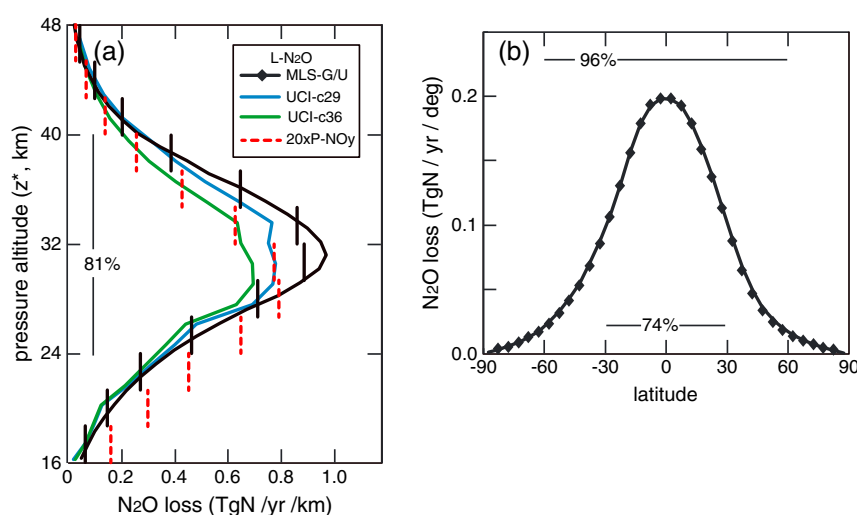 (a)
L-N2O
MLS-G/U
UCI-c29
UCI-c36
20xP-NOy
48
40
32
24
16
pressure altitude (z*, km)
81%
0 0.2 0.4 0.6 0.8 1.0
N2O loss (TgN /yr /km)
(b)
96%
0.2
0.1
0.0
N2O loss (TgN / yr / deg)
74%
-90 -60 -30 0 30 60 90
latitude